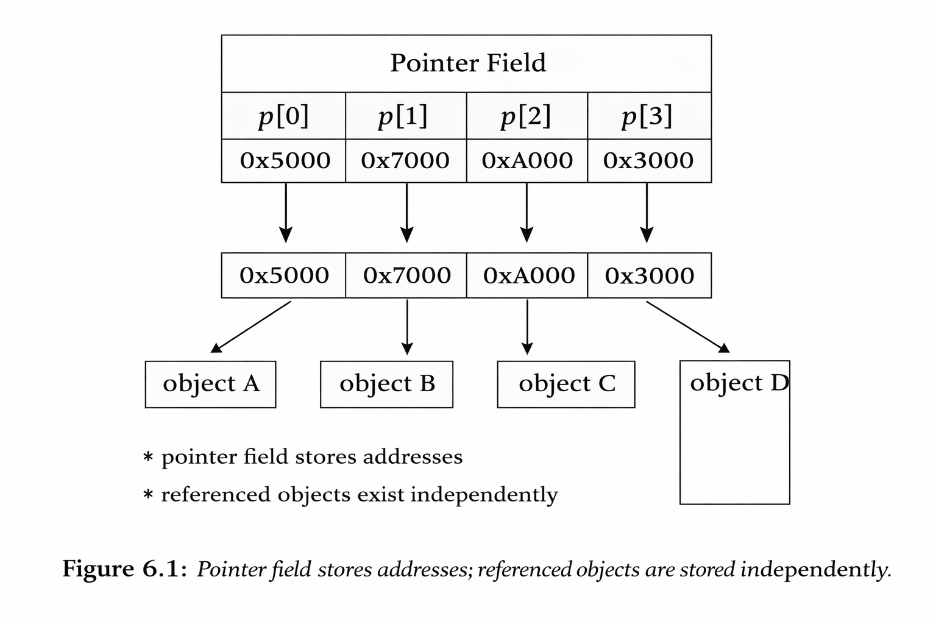 Pointer Field
p[0] p[1] p[2] p[3]
0x5000 0x7000 0xA000 0x3000
0x5000 0x7000 0xA000 0x3000
object A object B object C object D
* pointer field stores addresses
* referenced objects exist independently
Figure 6.1: Pointer field stores addresses; referenced objects are stored independently.